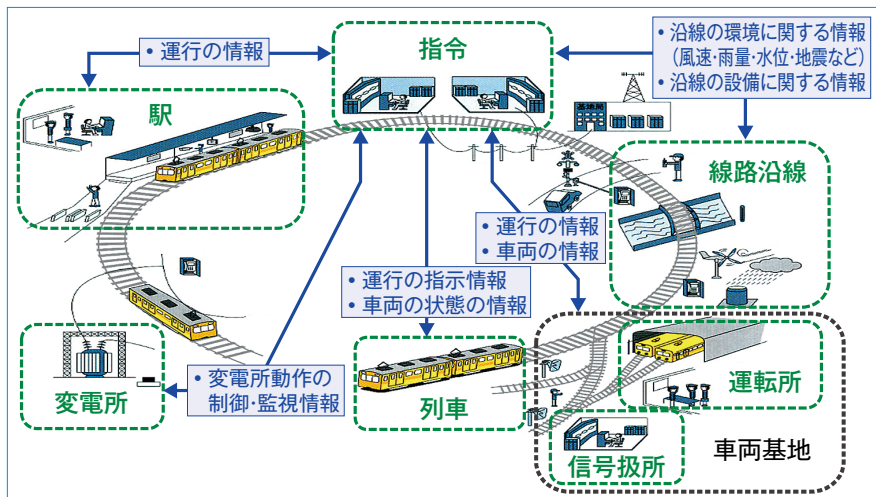 ・運行の情報
指令
・沿線の環境に関する情報
(風速・雨量・水位・地震など)
・沿線の設備に関する情報
駅
基地局
線路沿線
・運行の情報
・車両の情報
・運行の指示情報
・車両の状態の情報
変電所
・変電所動作の
制御・監視情報
列車
運転所
信号扱所
車両基地